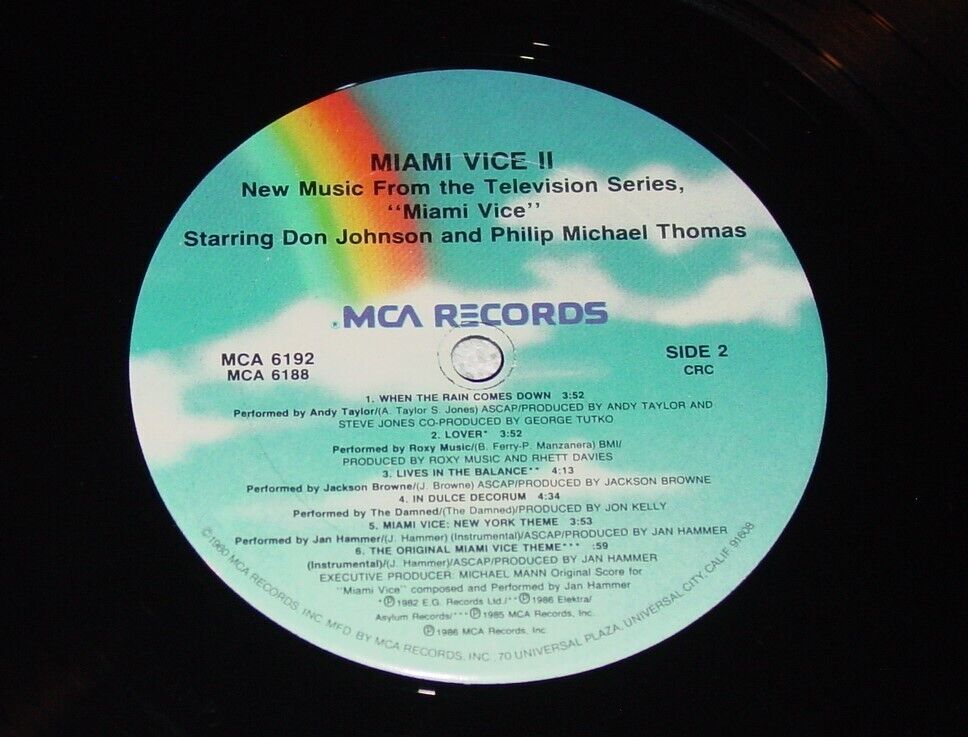 MIAMI VICE II
New Music From the Television Series,
"Miami Vice"
Starring Don Johnson and Philip Michael Thomas
® MCA RECORDS
MCA 6192
MCA 6188
SIDE 2
CRC
1. WHEN THE RAIN COMES DOWN 3:52
Performed by Andy Taylor/(A. Taylor S. Jones) ASCAP/PRODUCED BY ANDY TAYLOR AND
STEVE JONES CO-PRODUCED BY GEORGE TUTKO
2. LOVER* 3:52
Performed by Roxy Music/(B. Ferry-P. Manzanera) BMI/
PRODUCED BY ROXY MUSIC AND RHETT DAVIES
3. LIVES IN THE BALANCE** 4:13
Performed by Jackson Browne/(J. Browne) ASCAP/PRODUCED BY JACKSON BROWNE
4. IN DULCE DECORUM 4:34
Performed by The Damned/(The Damned)/PRODUCED BY JON KELLY
5. MIAMI VICE: NEW YORK THEME 3:53
Performed by Jan Hammer/(J. Hammer) (Instrumental)/ASCAP/PRODUCED BY JAN HAMMER
6. THE ORIGINAL MIAMI VICE THEME*** :59
(Instrumental)/(J. Hammer)/ASCAP/PRODUCED BY JAN HAMMER
EXECUTIVE PRODUCER: MICHAEL MANN Original Score for
"Miami Vice" composed and Performed by Jan Hammer
*℗1982 E.G. Records Ltd./**℗1986 Elektra/
Asylum Records/***℗1985 MCA Records, Inc.
℗1986 MCA Records, Inc.
©1980 MCA RECORDS, INC. MFD. BY MCA RECORDS, INC., 70 UNIVERSAL PLAZA, UNIVERSAL CITY, CALIF. 91608